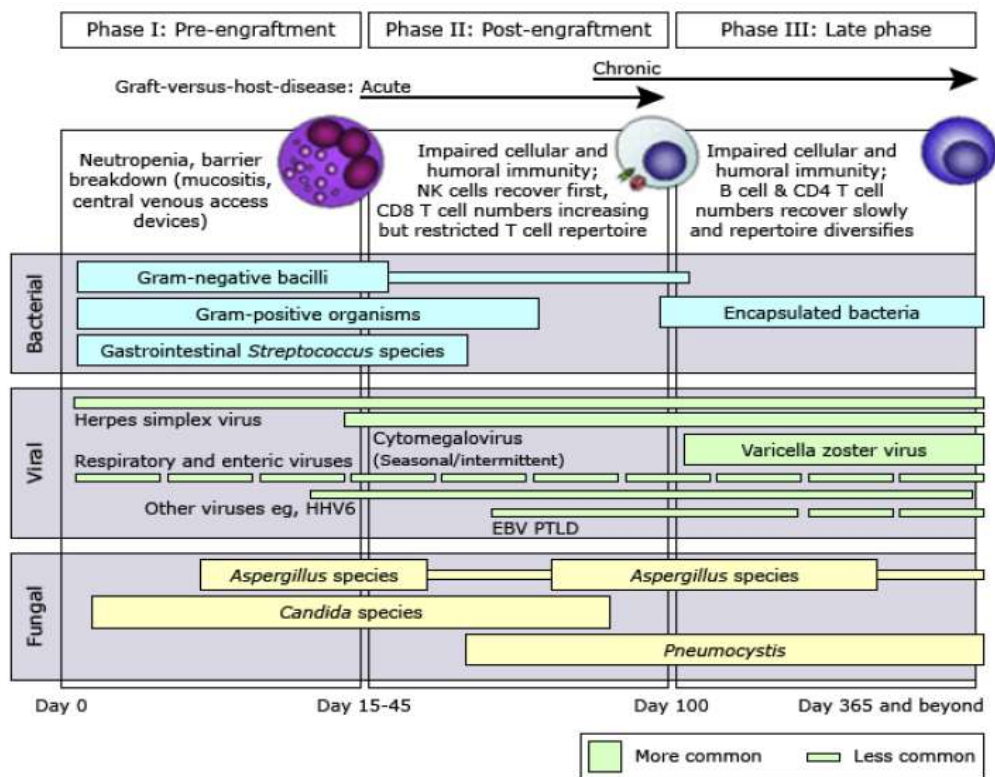 Phase I: Pre-engraftment
Phase II: Post-engraftment
Phase III: Late phase
Graft-versus-host-disease: Acute
Chronic
Neutropenia, barrier
breakdown (mucositis,
central venous access
devices)
Impaired cellular and
humoral immunity;
NK cells recover first,
CD8 T cell numbers increasing
but restricted T cell repertoire
Impaired cellular and
humoral immunity;
B cell & CD4 T cell
numbers recover slowly
and repertoire diversifies
Bacterial
Gram-negative bacilli
Gram-positive organisms
Encapsulated bacteria
Gastrointestinal Streptococcus species
Viral
Herpes simplex virus
Cytomegalovirus
(Seasonal/intermittent)
Varicella zoster virus
Respiratory and enteric viruses
Other viruses eg, HHV6
EBV PTLD
Fungal
Aspergillus species
Aspergillus species
Candida species
Pneumocystis
Day 0
Day 15-45
Day 100
Day 365 and beyond
More common
Less common